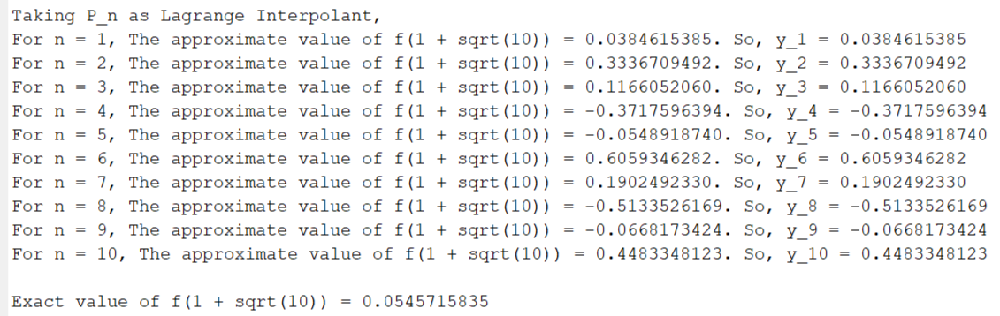 Taking P_n as Lagrange Interpolant,
For n = 1, The approximate value of f(1 + sqrt(10)) = 0.0384615385. So, y_1 = 0.0384615385
For n = 2, The approximate value of f(1 + sqrt(10)) = 0.3336709492. So, y_2 = 0.3336709492
For n = 3, The approximate value of f(1 + sqrt(10)) = 0.1166052060. So, y_3 = 0.1166052060
For n = 4, The approximate value of f(1 + sqrt(10)) = -0.3717596394. So, y_4 = -0.3717596394
For n = 5, The approximate value of f(1 + sqrt(10)) = -0.0548918740. So, y_5 = -0.0548918740
For n = 6, The approximate value of f(1 + sqrt(10)) = 0.6059346282. So, y_6 = 0.6059346282
For n = 7, The approximate value of f(1 + sqrt(10)) = 0.1902492330. So, y_7 = 0.1902492330
For n = 8, The approximate value of f(1 + sqrt(10)) = -0.5133526169. So, y_8 = -0.5133526169
For n = 9, The approximate value of f(1 + sqrt(10)) = -0.0668173424. So, y_9 = -0.0668173424
For n = 10, The approximate value of f(1 + sqrt(10)) = 0.4483348123. So, y_10 = 0.4483348123
Exact value of f(1 + sqrt(10)) = 0.0545715835